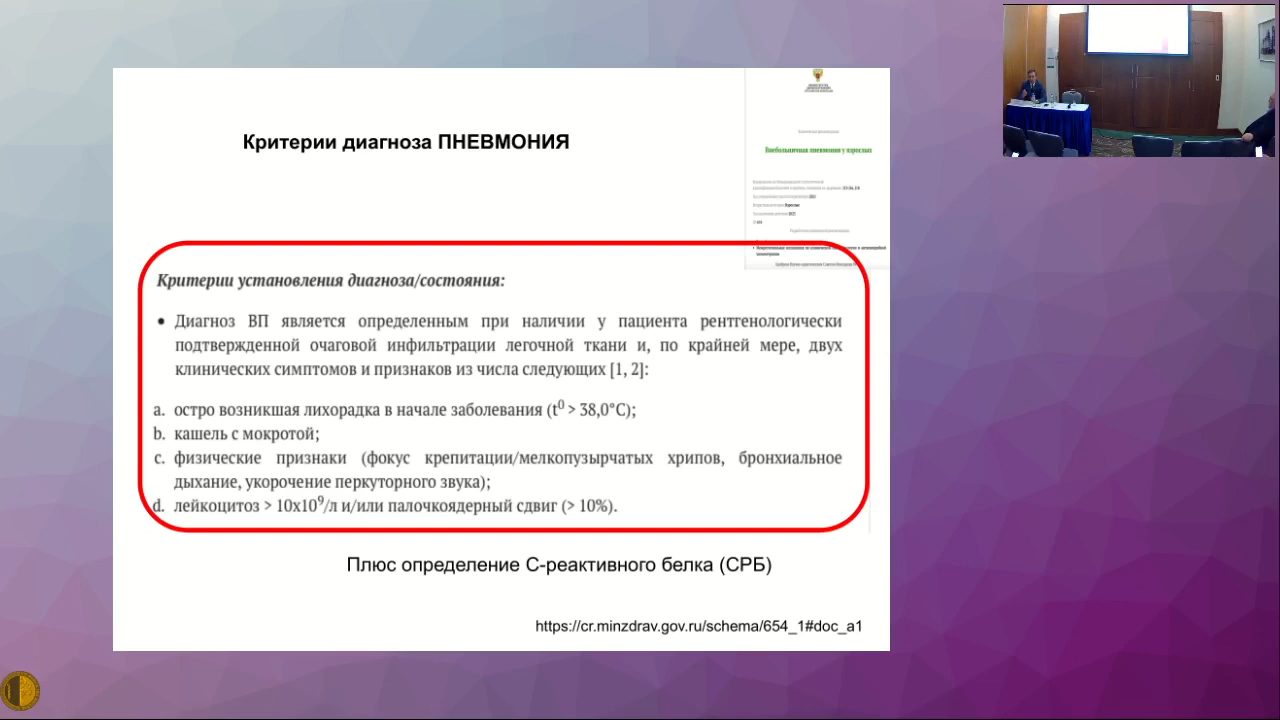 Критерии диагноза ПНЕВМОНИЯ
Внебольничная пневмония у взрослых
Критерии установления диагноза/состояния:
• Диагноз ВП является определенным при наличии у пациента рентгенологически
подтвержденной очаговой инфильтрации легочной ткани и, по крайней мере, двух
клинических симптомов и признаков из числа следующих [1, 2]:
a. остро возникшая лихорадка в начале заболевания (t⁰ > 38,0°C);
b. кашель с мокротой;
c. физические признаки (фокус крепитации/мелкопузырчатых хрипов, бронхиальное
дыхание, укорочение перкуторного звука);
d. лейкоцитоз > 10х10⁹/л и/или палочкоядерный сдвиг (> 10%).
Плюс определение С-реактивного белка (СРБ)
https://cr.minzdrav.gov.ru/schema/654_1#doc_a1